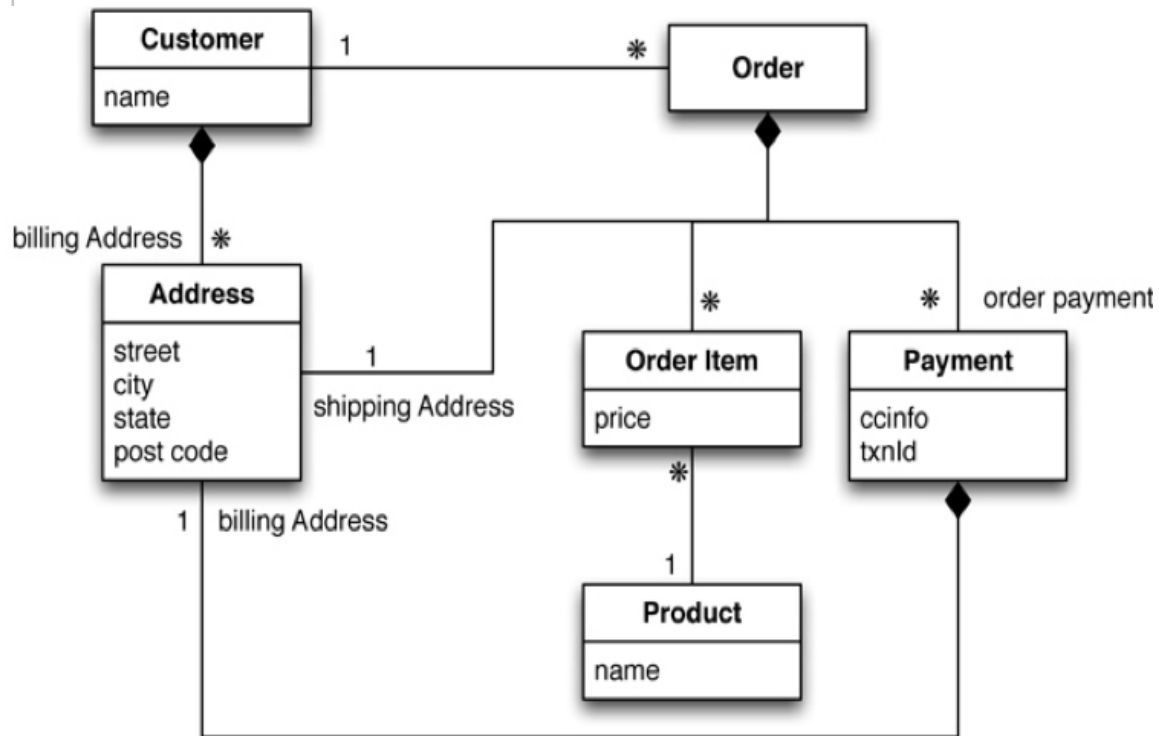 Customer
name
1
*
Order
billing Address
*
Address
street
city
state
post code
1
shipping Address
*
Order Item
price
*
order payment
Payment
ccinfo
txnId
1
billing Address
*
1
Product
name